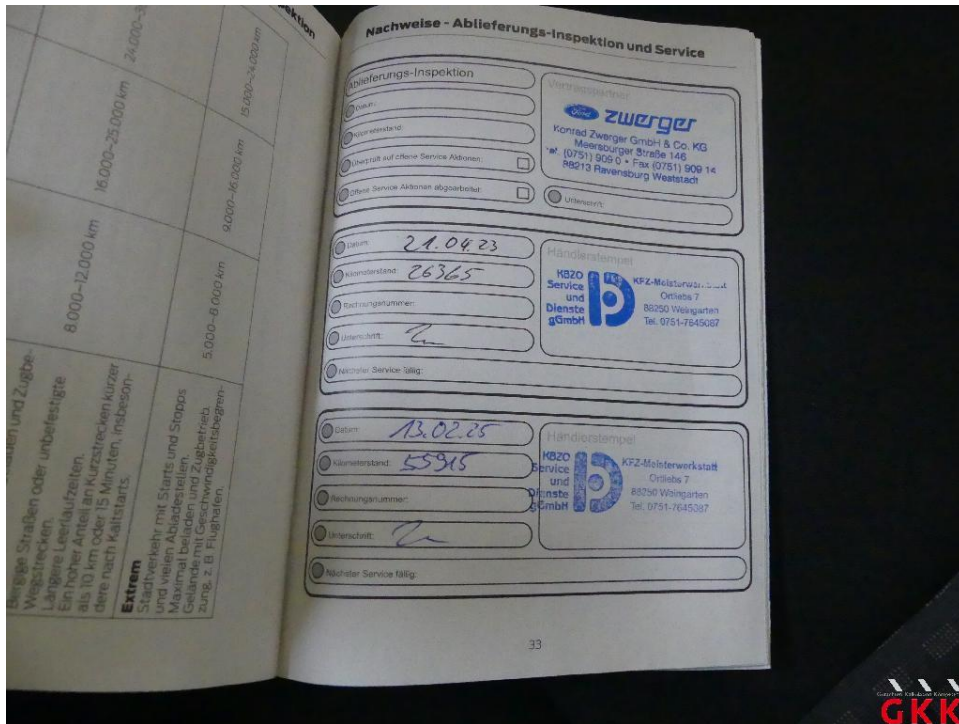 Nachweise - Ablieferungs-Inspektion und Service
Ablieferungs-Inspektion
Datum:
Kilometerstand:
Überprüft auf offene Service Aktionen:
Offene Service Aktionen abgearbeitet:
Vertragspartner
Ford zwerger
Konrad Zwerger GmbH & Co. KG
Meersburger Straße 146
Tel. (0751) 909 0 • Fax (0751) 909 14
88213 Ravensburg Weststadt
Unterschrift:
Datum: 21.04.23
Kilometerstand: 26365
Rechnungsnummer:
Unterschrift:
Nächster Service fällig:
Händlerstempel
KBZO
Service
und
Dienste
gGmbH
Ortliebs 7
88250 Weingarten
Tel. 0751-7645087
Datum: 13.02.25
Kilometerstand: 55915
Rechnungsnummer:
Unterschrift:
Nächster Service fällig:
Händlerstempel
KBZO
Service
und
Dienste
gGmbH
KFZ-Meisterwerkstatt
Ortliebs 7
88250 Weingarten
Tel. 0751-7645087
33
24.000-
16.000–25.000 km
8.000–12.000 km
15.000–24.000 km
9.000–16.000 km
5.000–8.000 km
und Zugbe-
Bergige Straßen oder unbefestigte
Wegstrecken.
Längere Leerlaufzeiten.
Ein hoher Anteil an Kurzstrecken kürzer
als 10 km oder 15 Minuten, insbeson-
dere nach Kaltstarts.
Extrem
Stadtverkehr mit Starts und Stopps
und vielen Abladestellen.
Maximal beladen und Zugbetrieb.
Gelände mit Geschwindigkeitsbegren-
zung, z. B. Flughafen.
GKK